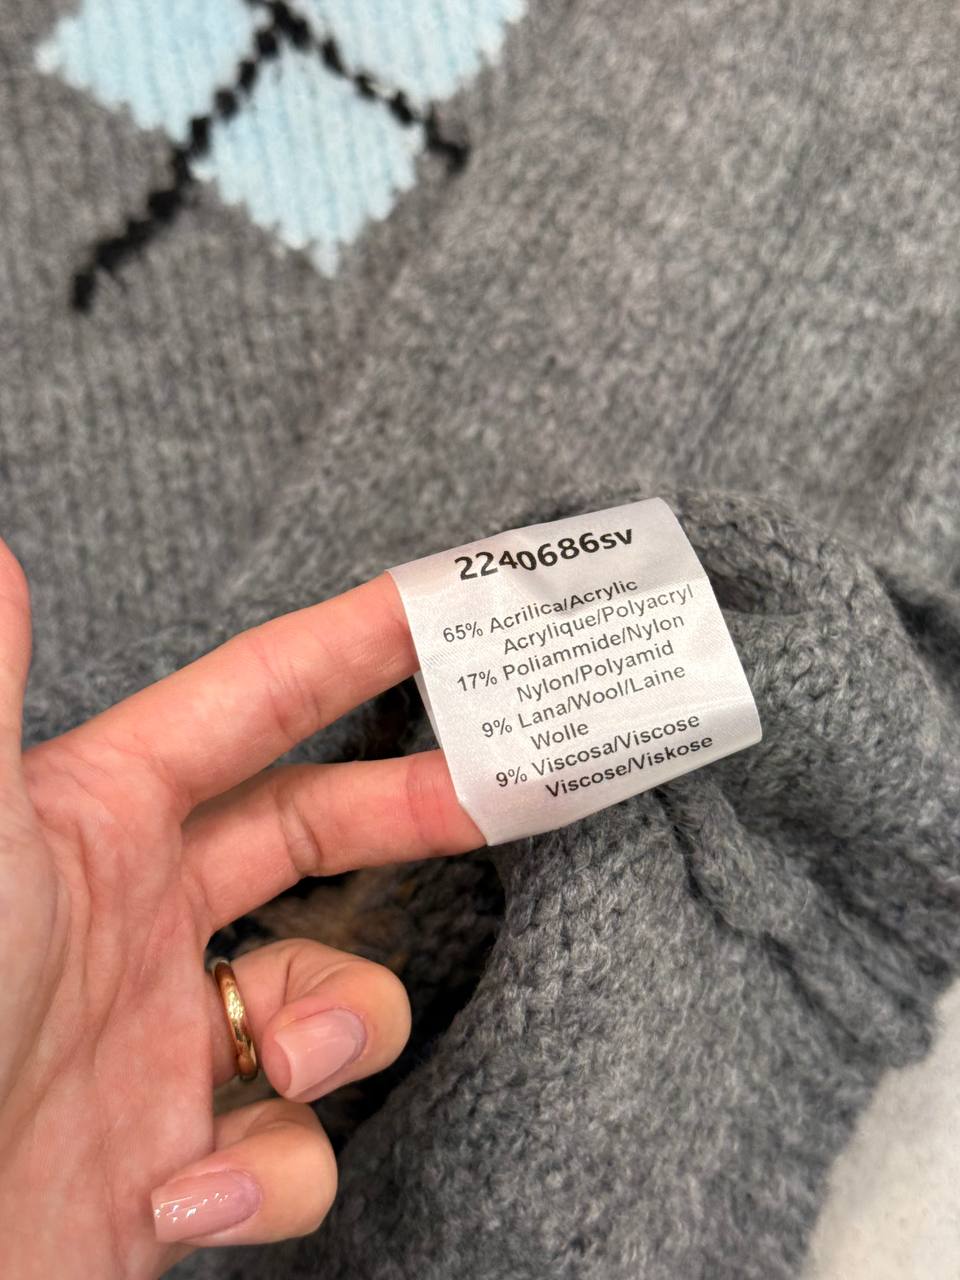 2240686sv
65% Acrilica/Acrylic
Acrylique/Polyacryl
17% Poliammide/Nylon
Nylon/Polyamid
9% Lana/Wool/Laine
Wolle
9% Viscosa/Viscose
Viscose/Viskose